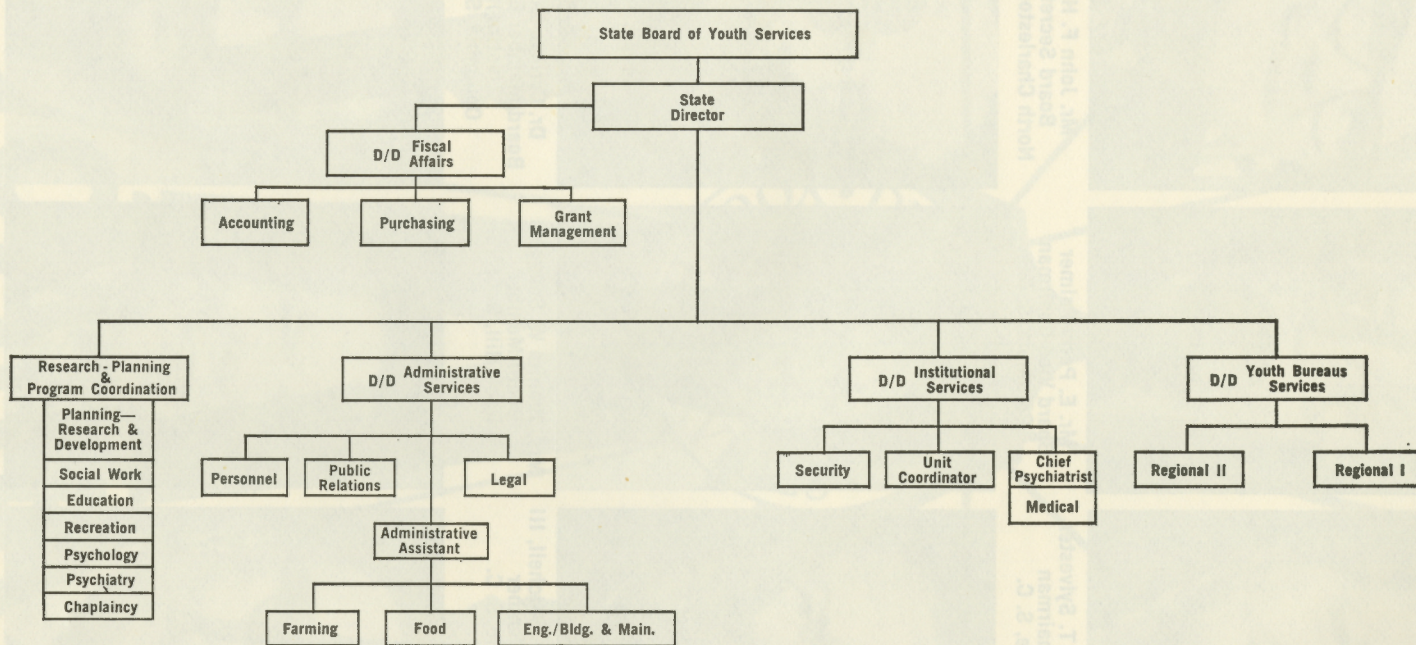 State Board of Youth Services
State
Director
D/D Fiscal
Affairs
Accounting
Purchasing
Grant
Management
Research - Planning
&
Program Coordination
Planning—
Research &
Development
Social Work
Education
Recreation
Psychology
Psychiatry
Chaplaincy
D/D Administrative
Services
Personnel
Public
Relations
Legal
Administrative
Assistant
Farming
Food
Eng./Bldg. & Main.
D/D Institutional
Services
Security
Unit
Coordinator
Chief
Psychiatrist
Medical
D/D Youth Bureaus
Services
Regional II
Regional I